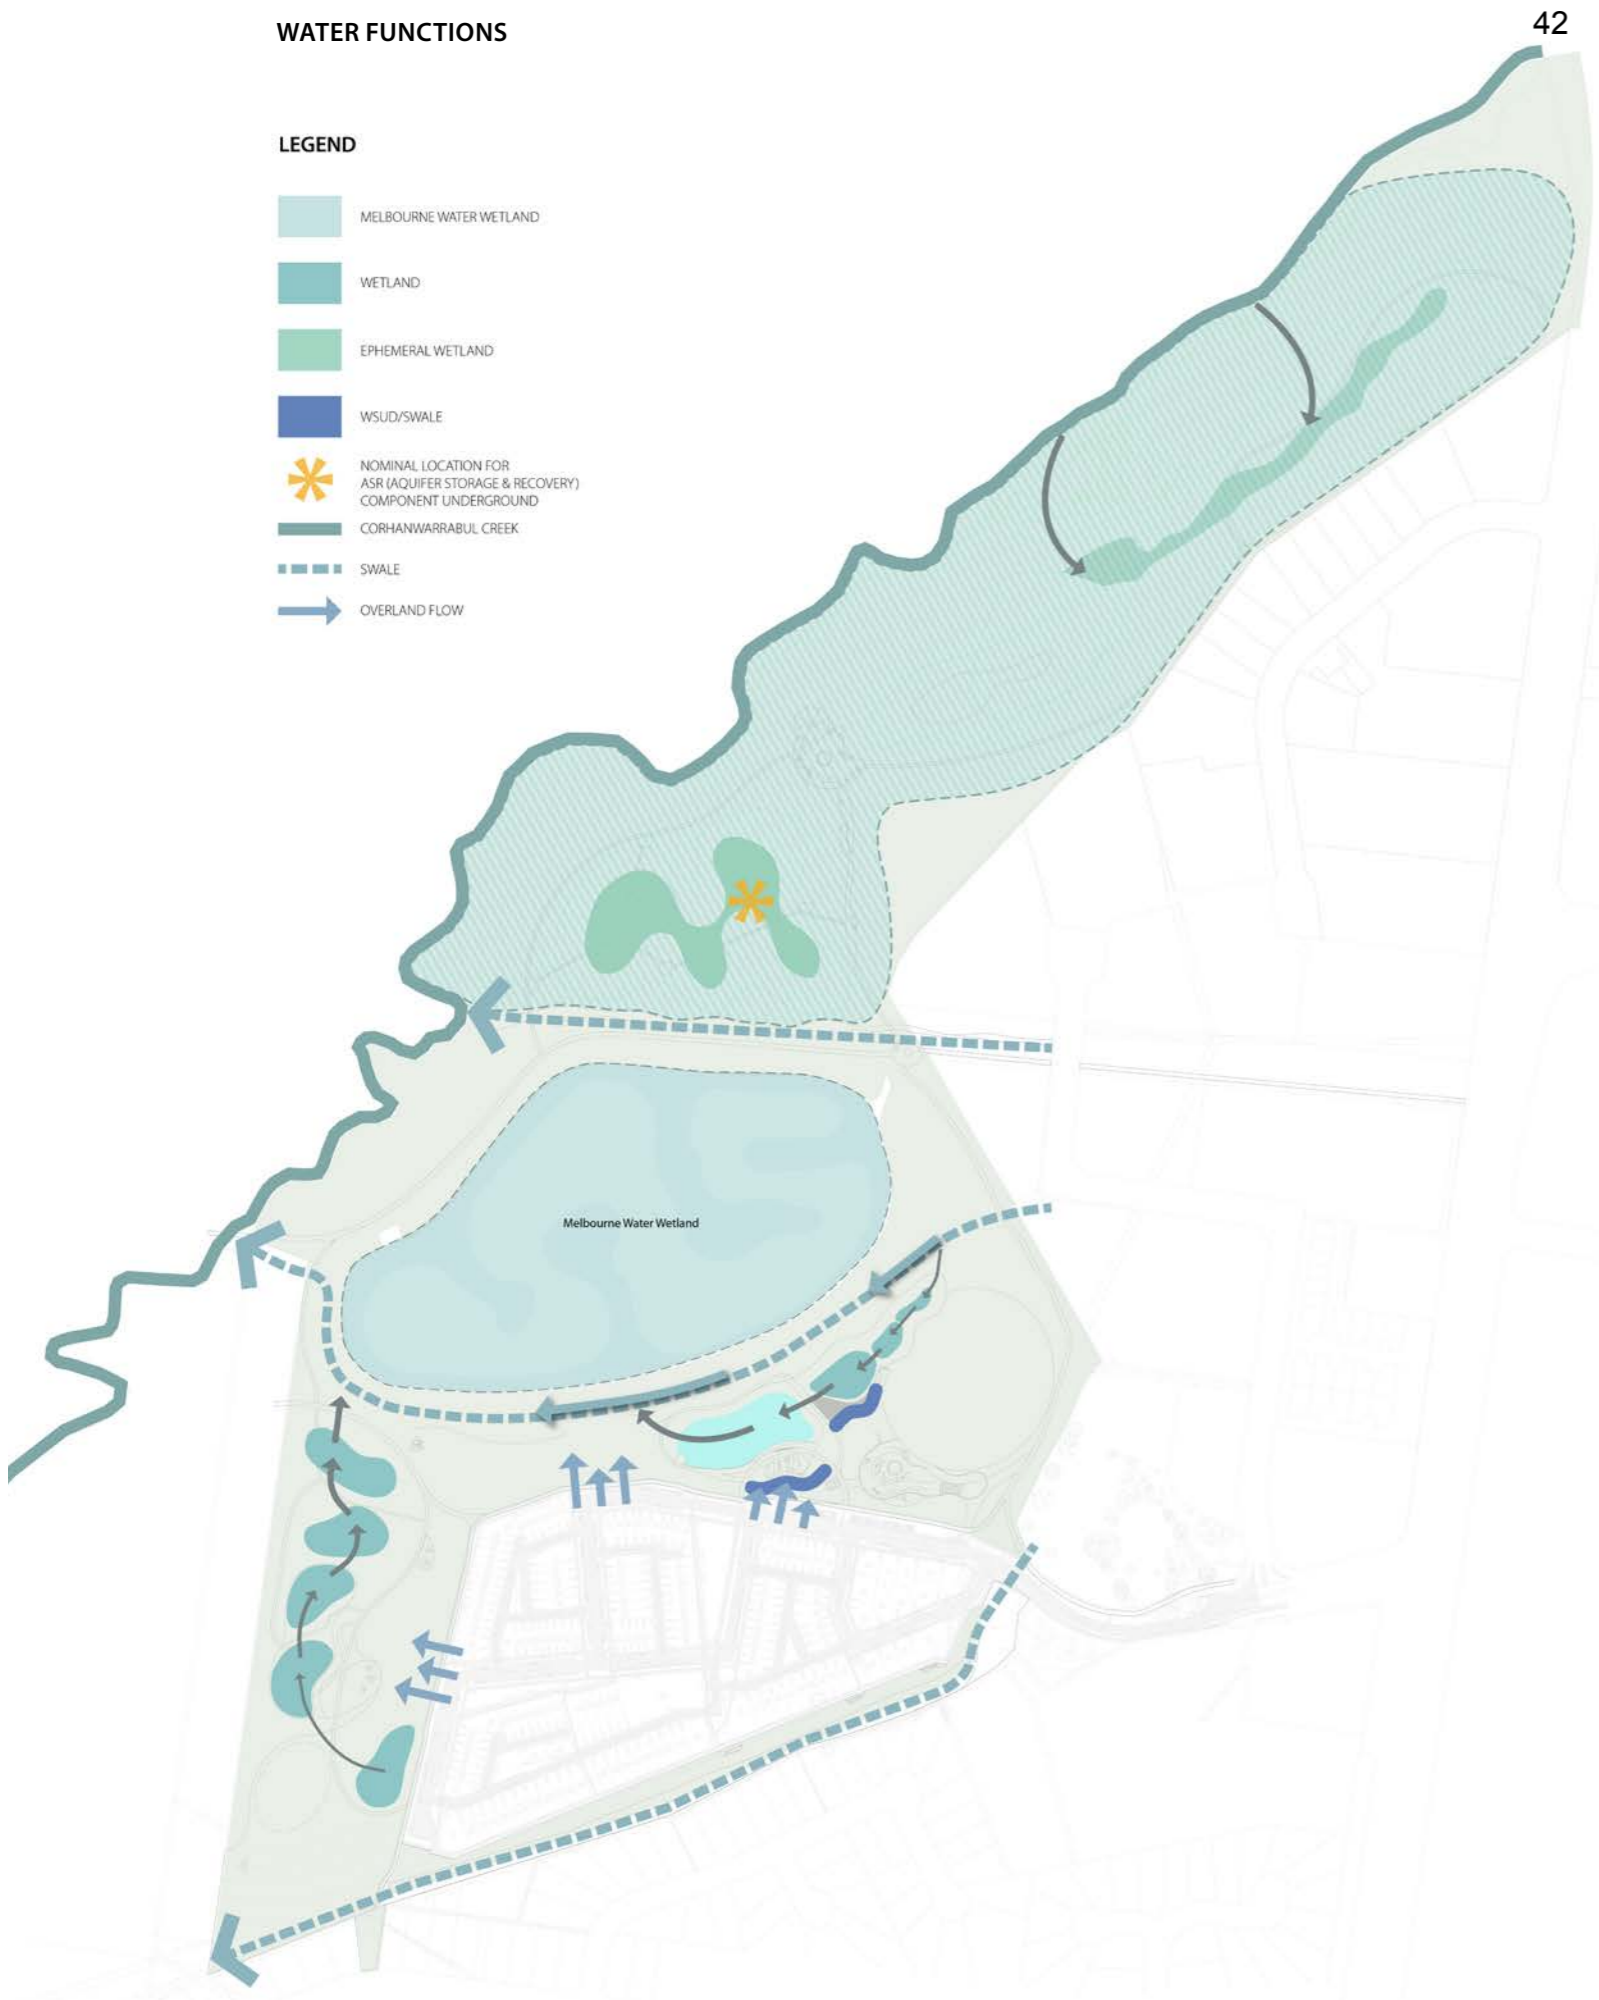 WATER FUNCTIONS
42
LEGEND
MELBOURNE WATER WETLAND
WETLAND
EPHEMERAL WETLAND
WSUD/SWALE
NOMINAL LOCATION FOR
ASR (AQUIFER STORAGE & RECOVERY)
COMPONENT UNDERGROUND
CORHANWARRABUL CREEK
SWALE
OVERLAND FLOW
Melbourne Water Wetland